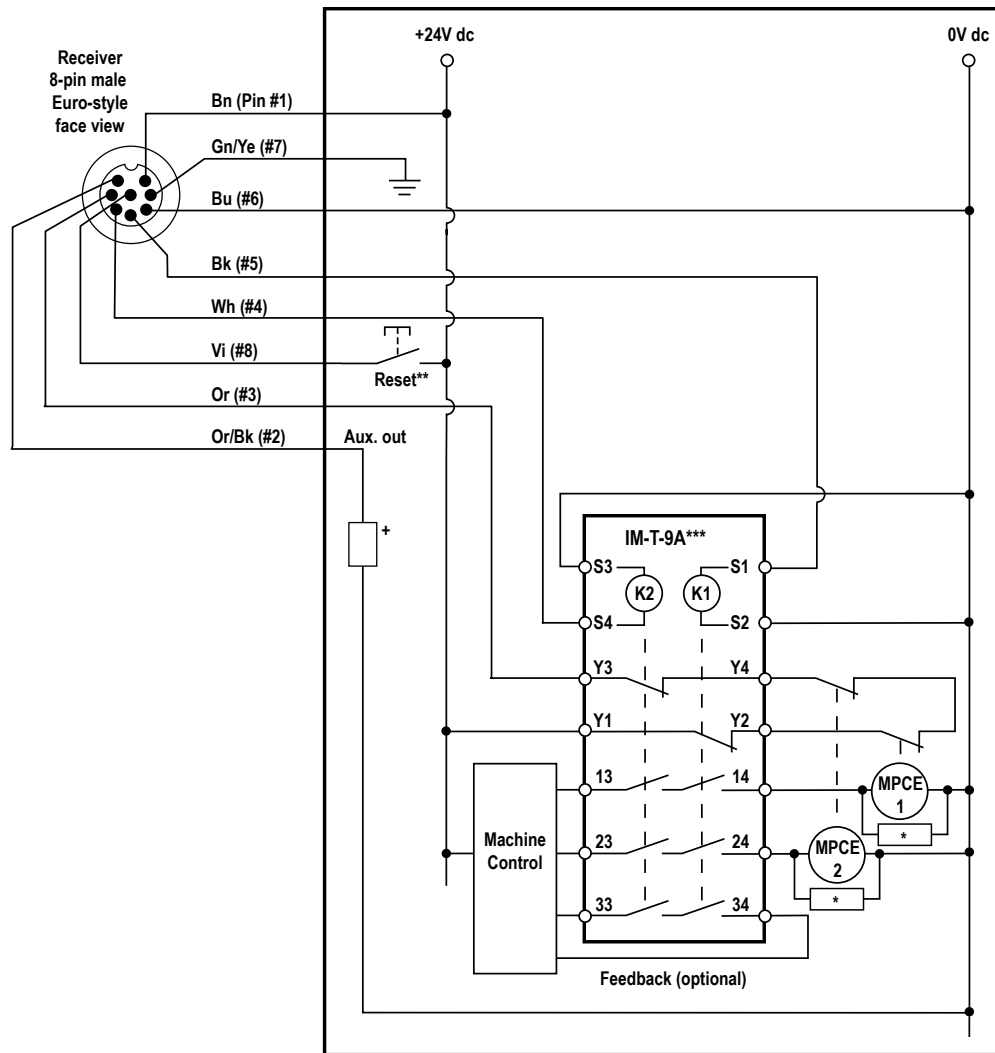 +24V dc
0V dc
Receiver
8-pin male
Euro-style
face view
Bn (Pin #1)
Gn/Ye (#7)
Bu (#6)
Bk (#5)
Wh (#4)
Vi (#8)
Reset**
Or (#3)
Or/Bk (#2)
Aux. out
+
IM-T-9A***
S3
S1
K2
K1
S4
S2
Y3
Y4
Y1
Y2
13
14
MPCE
1
*
Machine
Control
23
24
MPCE
2
*
33
34
Feedback (optional)